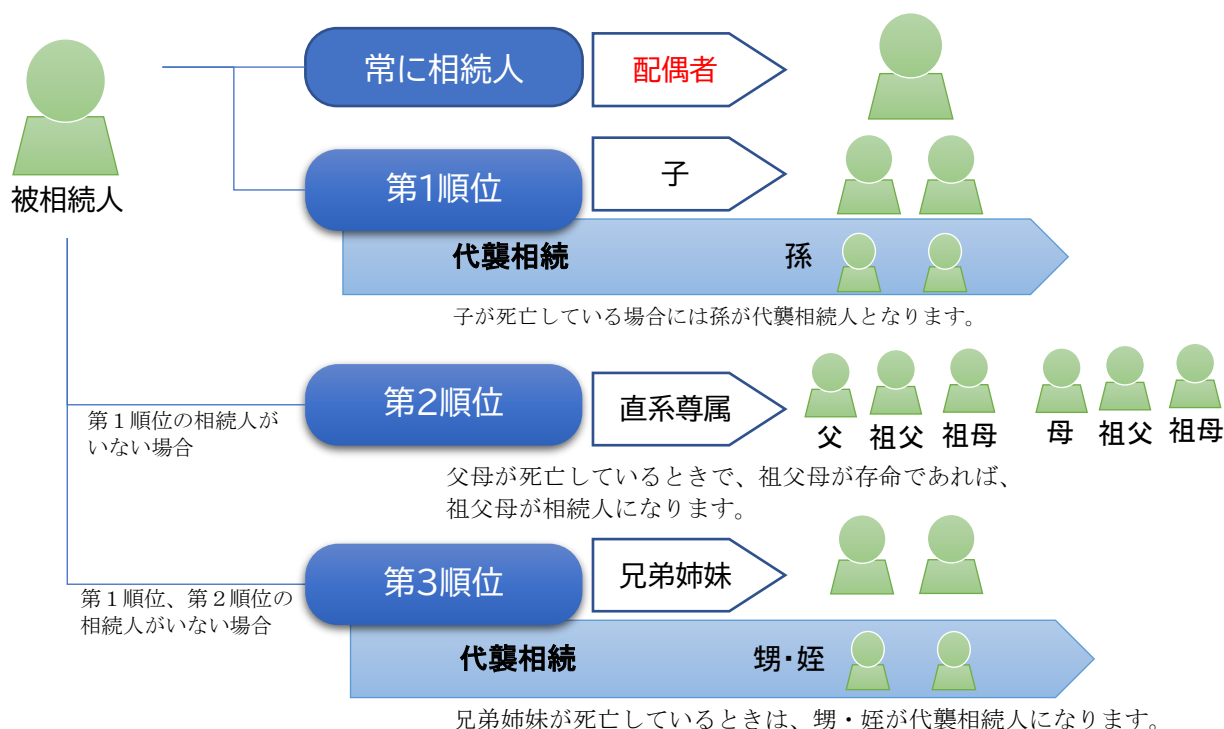 常に相続人
配偶者
被相続人
第1順位
子
代襲相続
孫
子が死亡している場合には孫が代襲相続人となります。
第１順位の相続人が
いない場合
第2順位
直系尊属
父
祖父
祖母
母
祖父
祖母
父母が死亡しているときで、祖父母が存命であれば、
祖父母が相続人になります。
第１順位、第２順位の
相続人がいない場合
第3順位
兄弟姉妹
代襲相続
甥・姪
兄弟姉妹が死亡しているときは、甥・姪が代襲相続人になります。